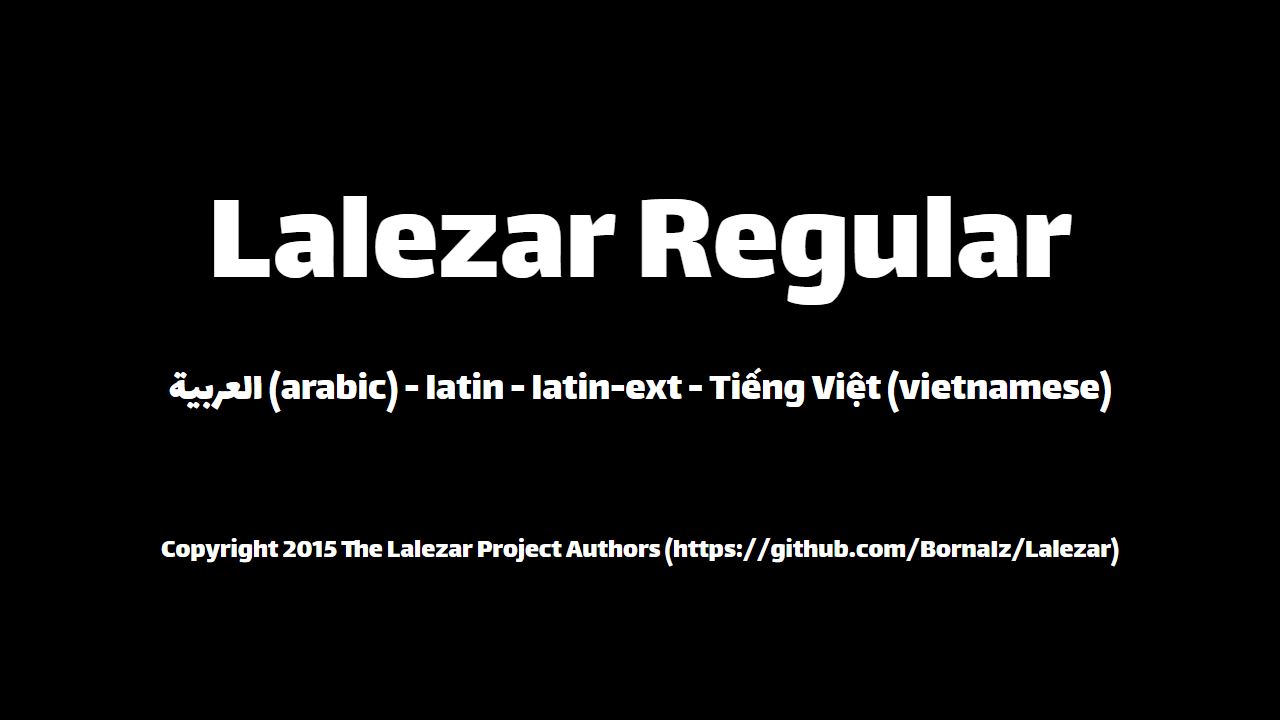 Lalezar Regular
العربية (arabic) - latin - latin-ext - Tiếng Việt (vietnamese)
Copyright 2015 The Lalezar Project Authors (https://github.com/BornaIz/Lalezar)